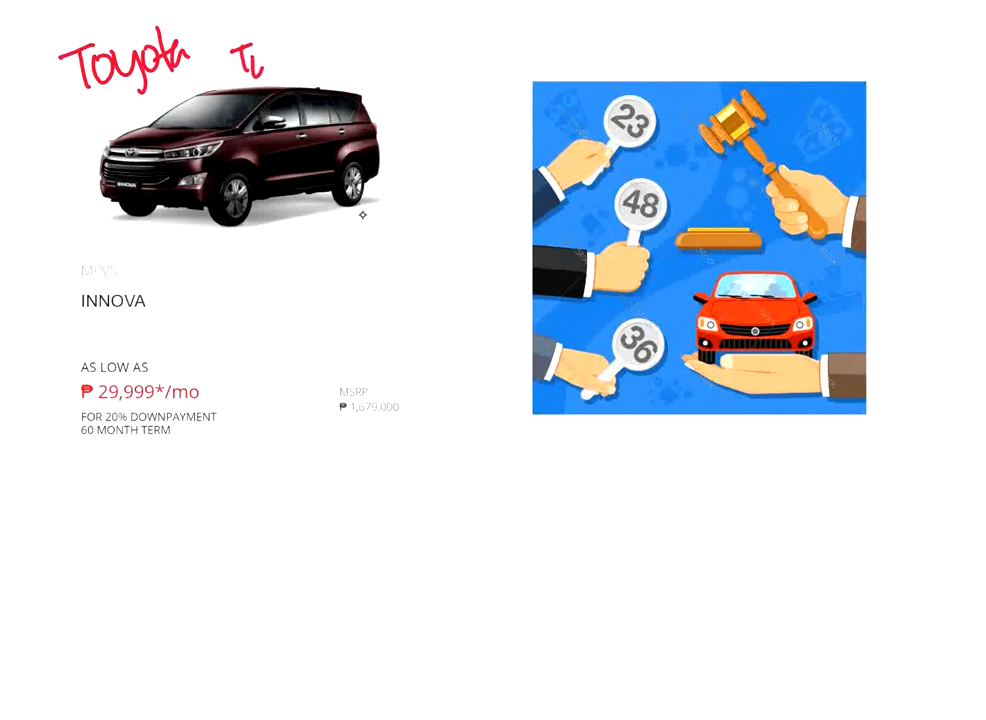 Toyota
INNOVA
MPVS
INNOVA
AS LOW AS
₱ 29,999*/mo
FOR 20% DOWNPAYMENT
60 MONTH TERM
MSRP
₱ 1,679,000
23
48
36